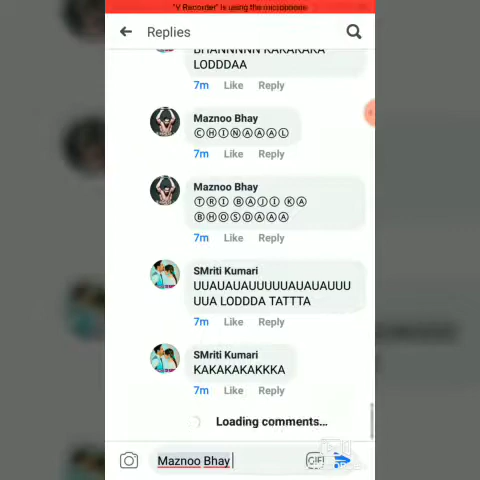 "V Recorder" is using the microphone
Replies
BHANNNNN KAKAKAKA
LODDDAA
7m Like Reply
Maznoo Bhay
ⒸⒽⒾⓃⒶⒶⒶⓁ
7m Like Reply
Maznoo Bhay
ⓉⓇⒾ ⒷⒶⒿⒾ ⓀⒶ
ⒷⒽⓄⓈⒹⒶⒶⒶ
7m Like Reply
SMriti Kumari
UUAUAUAUUUUUAUAUAUUU
UUA LODDDA TATTTA
7m Like Reply
SMriti Kumari
KAKAKAKAKKKA
7m Like Reply
Loading comments...
Maznoo Bhay
GIF